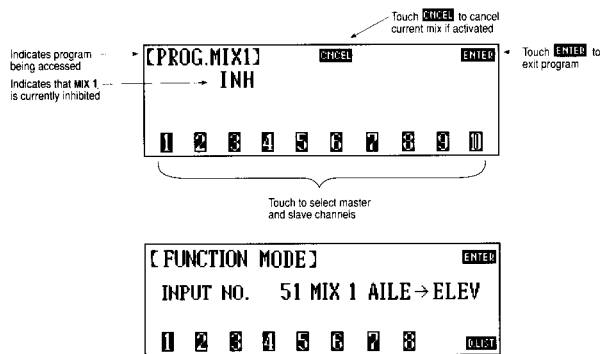 Touch CNCEL to cancel
current mix if activated
Indicates program
being accessed
[PROG.MIX1]
CNCEL
ENTER
Touch ENTER to
exit program
Indicates that MIX 1
is currently inhibited
INH
1 2 3 4 5 6 7 8 9 10
Touch to select master
and slave channels
[FUNCTION MODE]
ENTER
INPUT NO. 51 MIX 1 AILE→ELEV
1 2 3 4 5 6 7 8
D.LIST